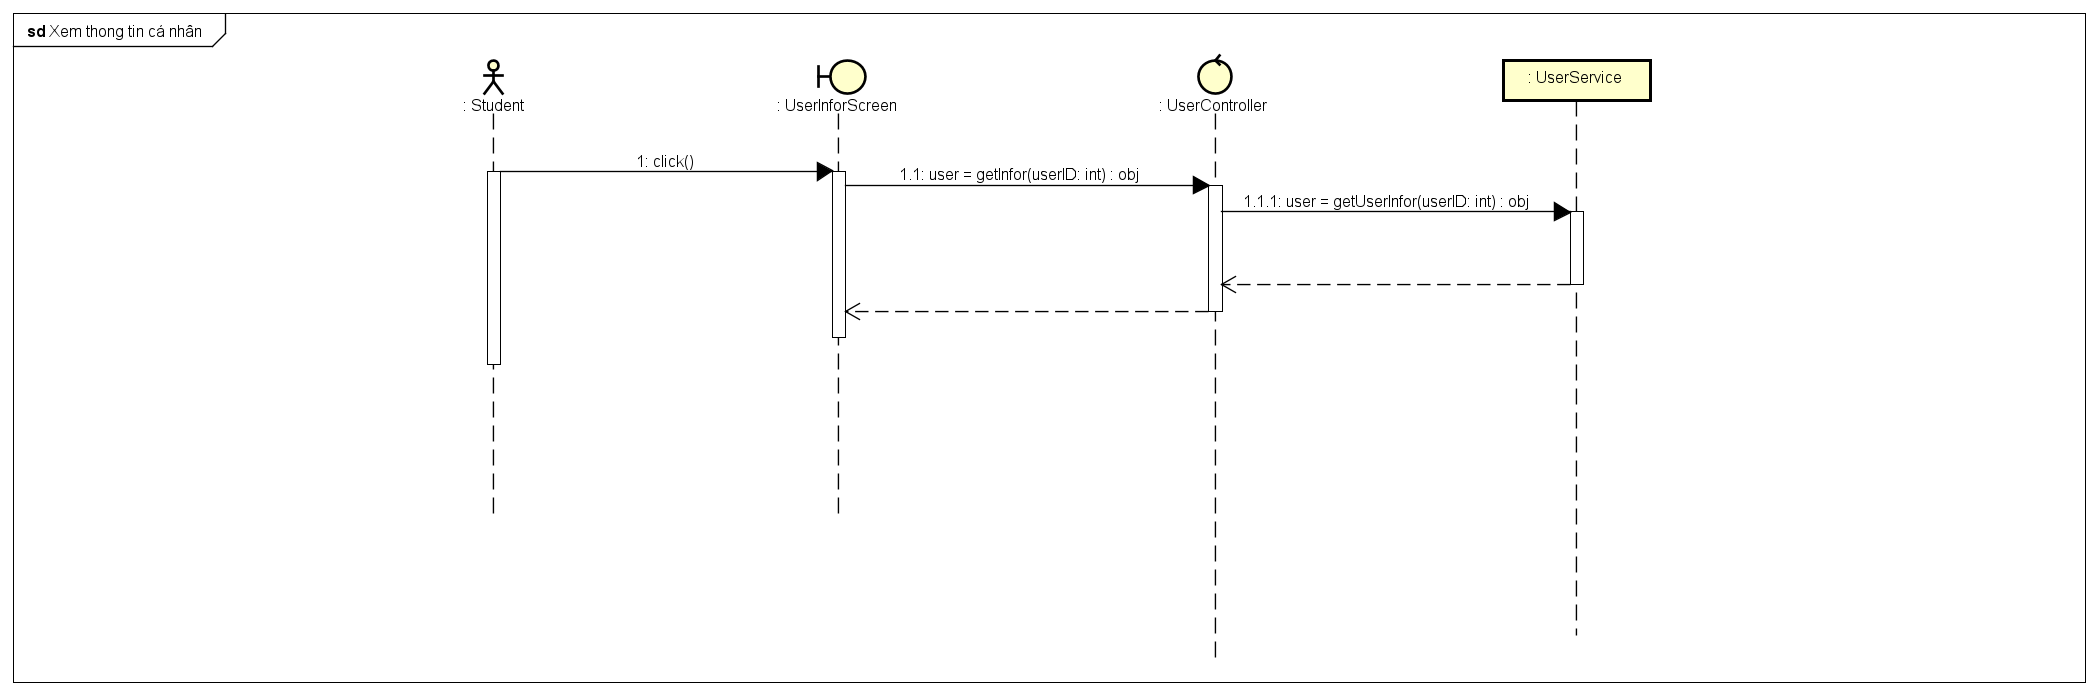 sd Xem thong tin cá nhân
: Student
: UserInforScreen
: UserController
: UserService
1: click()
1.1: user = getInfor(userID: int) : obj
1.1.1: user = getUserInfor(userID: int) : obj